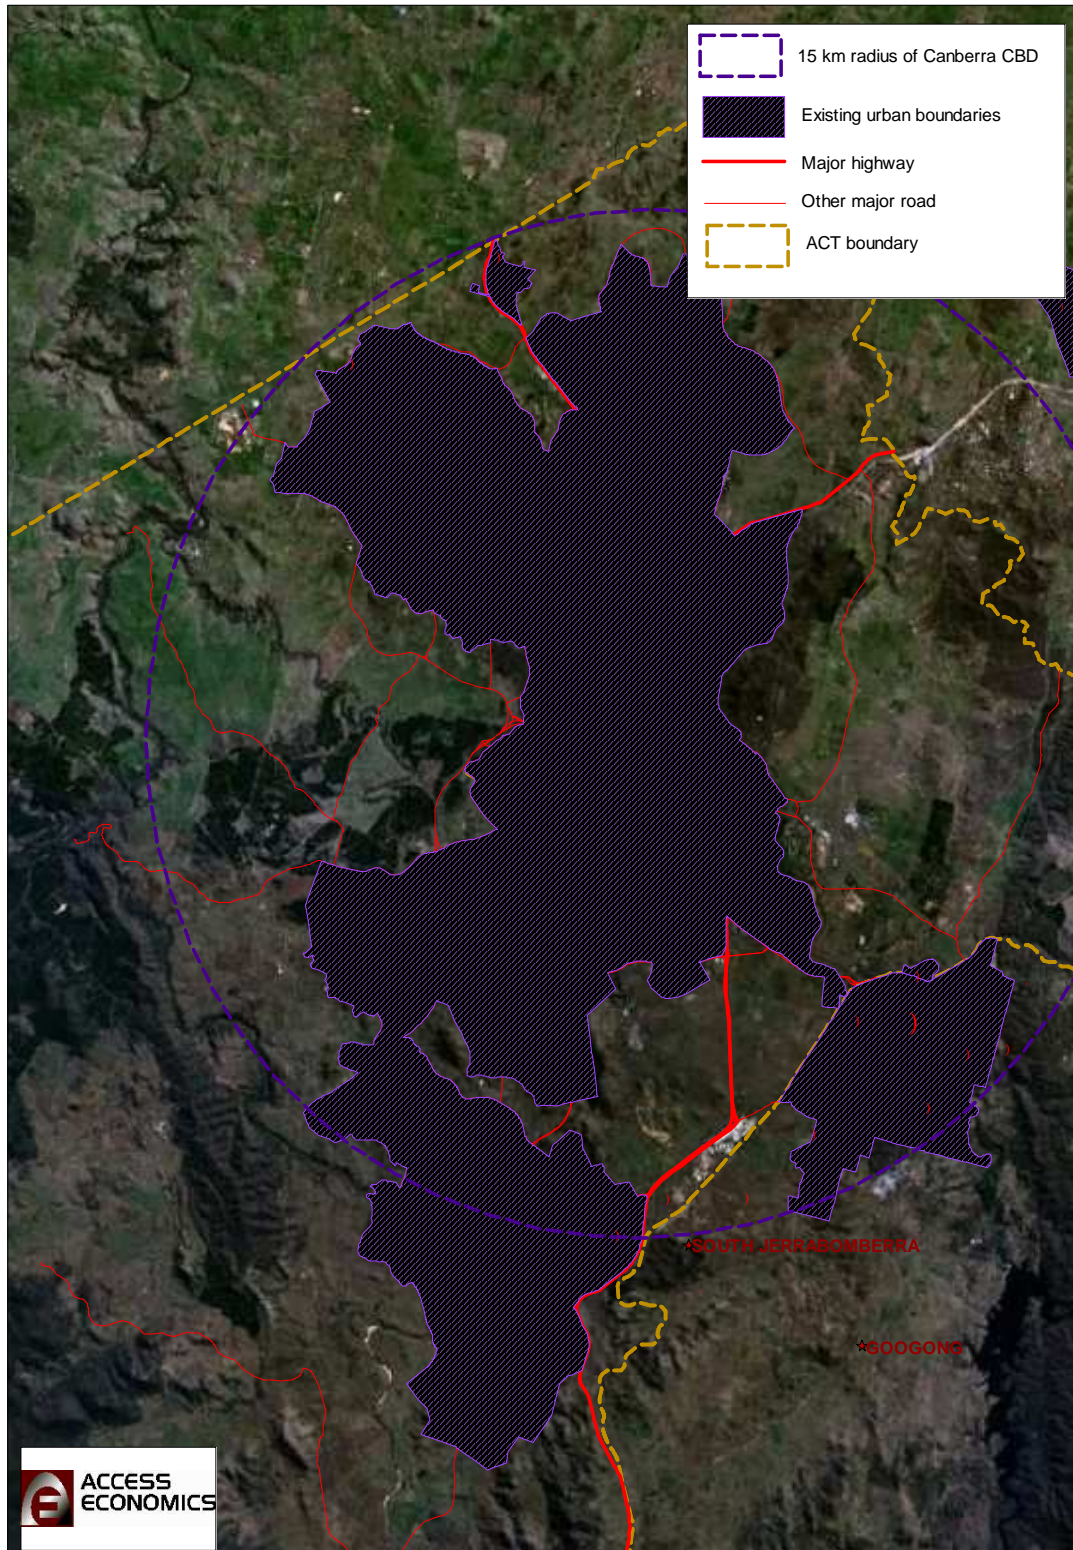 15 km radius of Canberra CBD
Existing urban boundaries
Major highway
Other major road
ACT boundary
SOUTH JERRABOMBERRA
GOOGONG
ACCESS
ECONOMICS